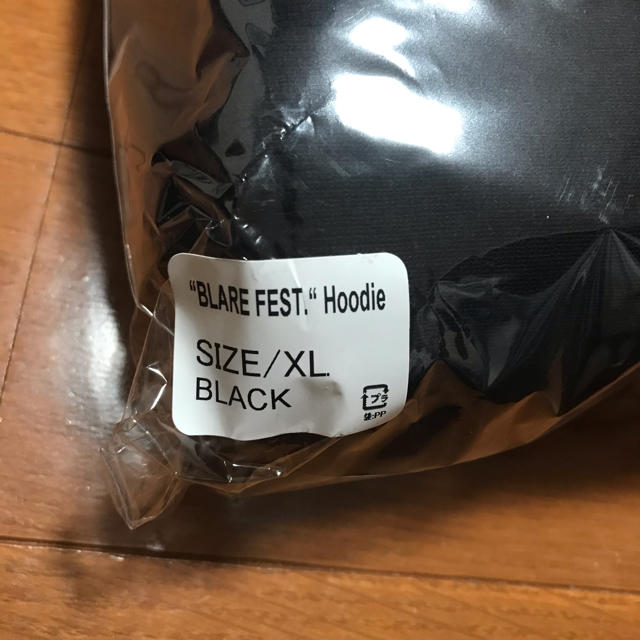 “BLARE FEST.“ Hoodie
SIZE/XL.
BLACK
プラ
袋:PP